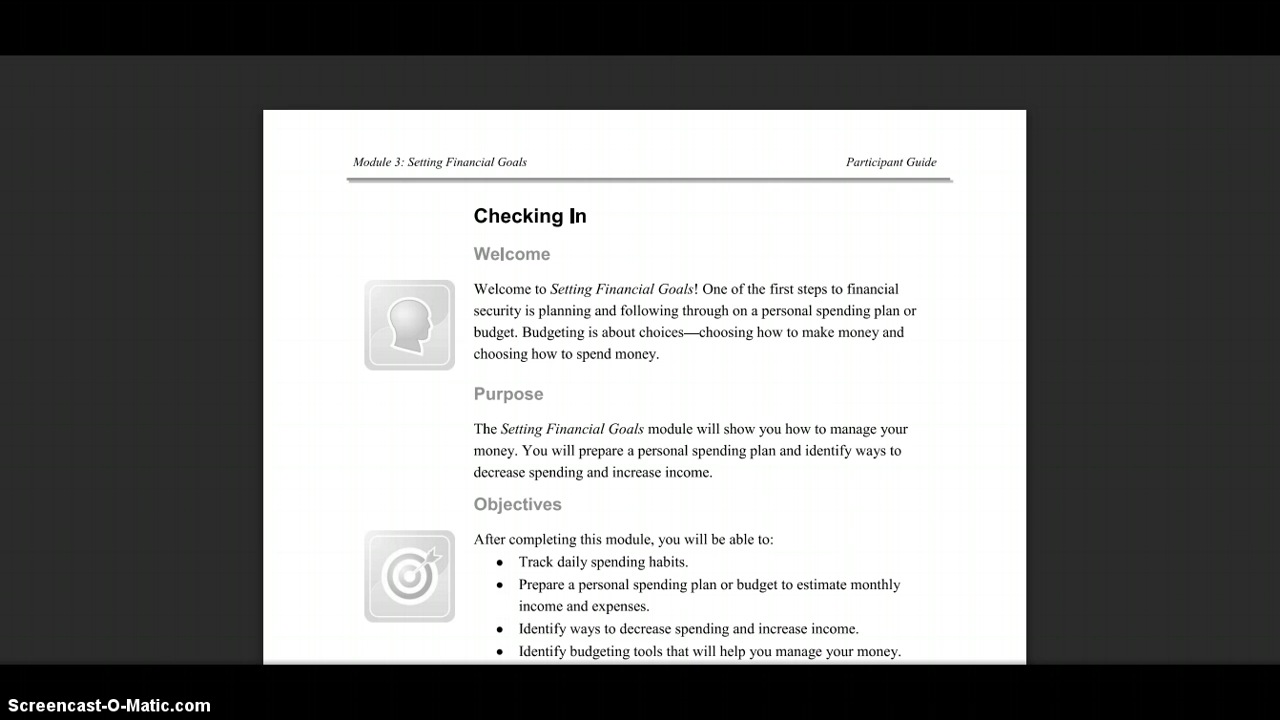 Module 3: Setting Financial Goals
Participant Guide
Checking In
Welcome
Welcome to Setting Financial Goals! One of the first steps to financial
security is planning and following through on a personal spending plan or
budget. Budgeting is about choices—choosing how to make money and
choosing how to spend money.
Purpose
The Setting Financial Goals module will show you how to manage your
money. You will prepare a personal spending plan and identify ways to
decrease spending and increase income.
Objectives
After completing this module, you will be able to:
• Track daily spending habits.
• Prepare a personal spending plan or budget to estimate monthly
income and expenses.
• Identify ways to decrease spending and increase income.
• Identify budgeting tools that will help you manage your money.
Screencast-O-Matic.com